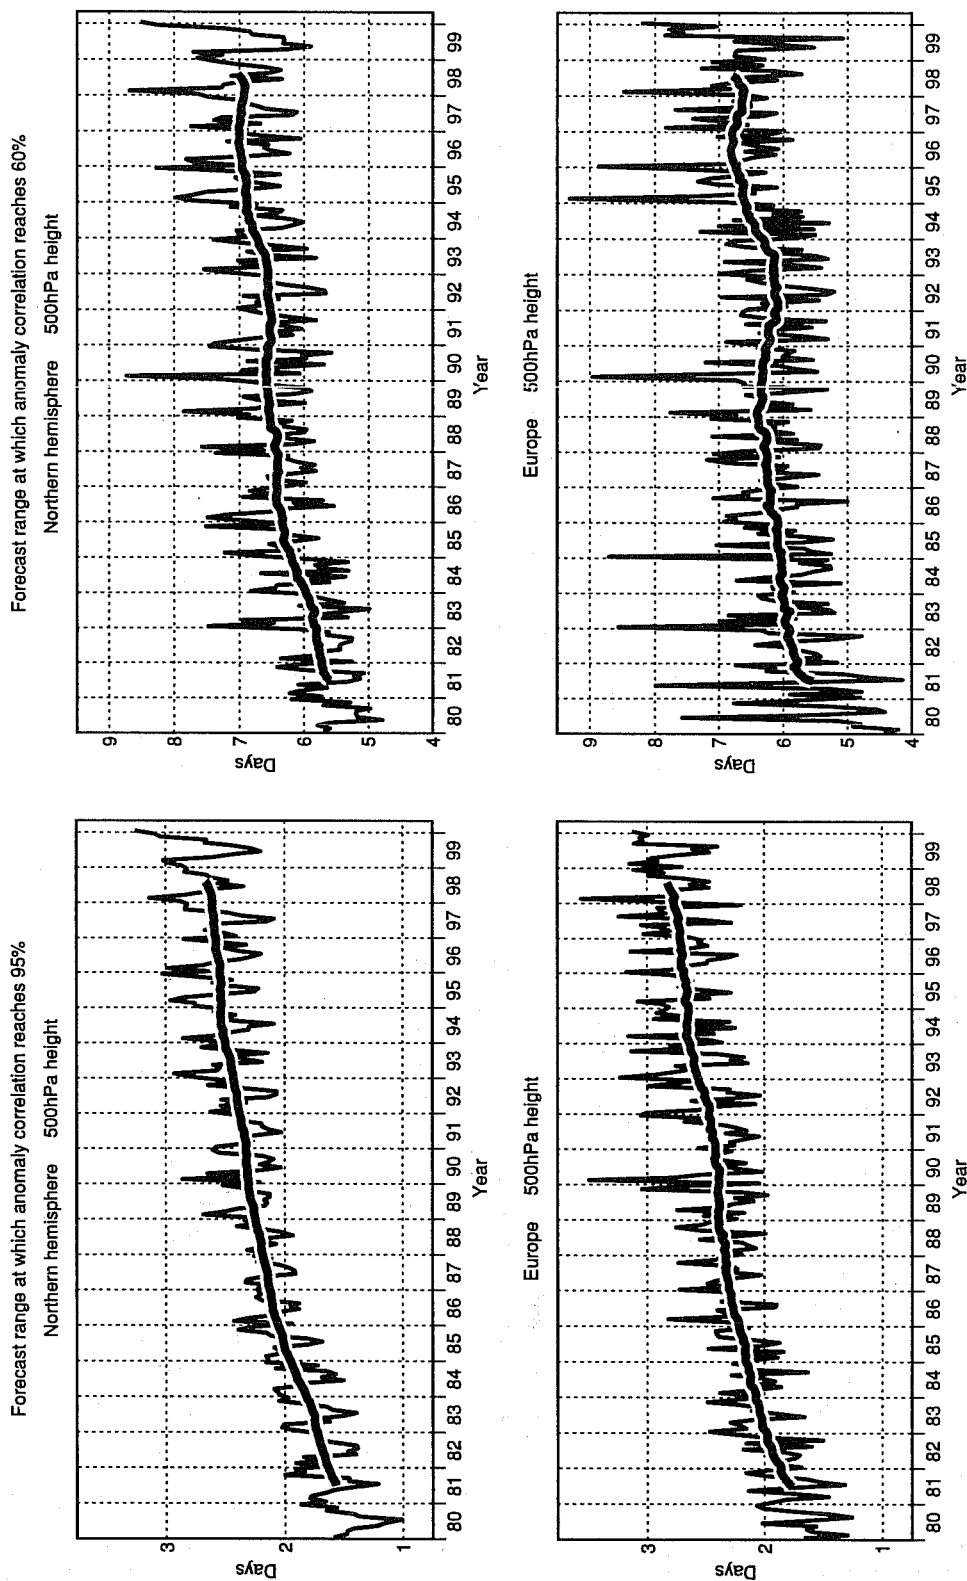 Forecast range at which anomaly correlation reaches 95%
Northern hemisphere 500hPa height
3
2
1
Days
80 81 82 83 84 85 86 87 88 89 90 91 92 93 94 95 96 97 98 99
Year
Forecast range at which anomaly correlation reaches 60%
Northern hemisphere 500hPa height
9
8
7
6
5
4
Days
80 81 82 83 84 85 86 87 88 89 90 91 92 93 94 95 96 97 98 99
Year
Europe 500hPa height
3
2
1
Days
80 81 82 83 84 85 86 87 88 89 90 91 92 93 94 95 96 97 98 99
Year
Europe 500hPa height
9
8
7
6
5
4
Days
80 81 82 83 84 85 86 87 88 89 90 91 92 93 94 95 96 97 98 99
Year